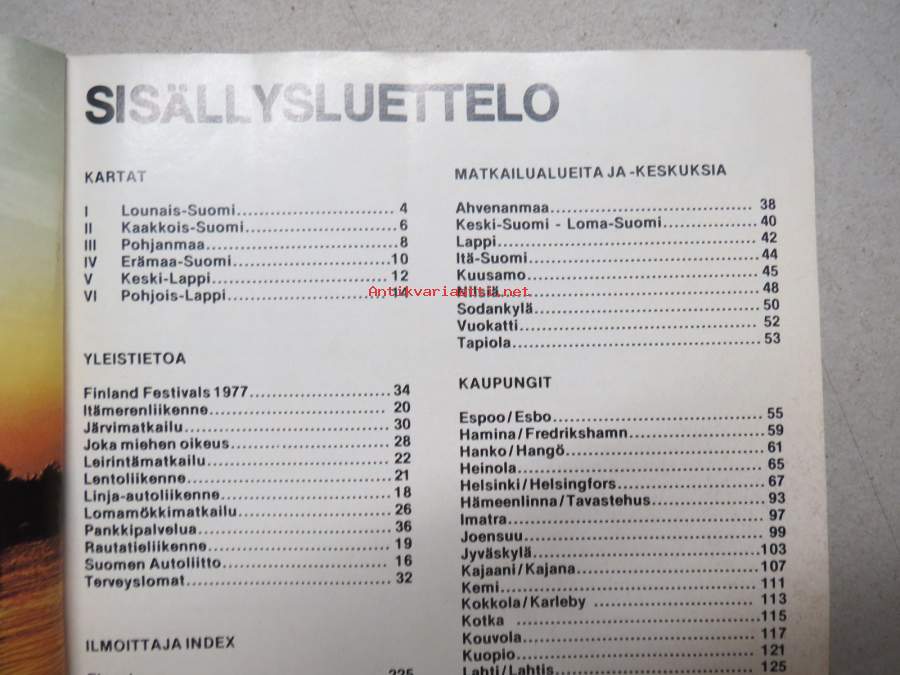 SISÄLLYSLUETTELO
KARTAT
I Lounais-Suomi........ 4
II Kaakkois-Suomi........ 6
III Pohjanmaa........ 8
IV Erämaa-Suomi........ 10
V Keski-Lappi........ 12
VI Pohjois-Lappi........ 14
YLEISTIETOA
Finland Festivals 1977........ 34
Itämerenliikenne........ 20
Järvimatkailu........ 30
Joka miehen oikeus........ 28
Leirintämatkailu........ 22
Lentoliikenne........ 21
Linja-autoliikenne........ 18
Lomamökkimatkailu........ 26
Pankkipalvelua........ 36
Rautatieliikenne........ 19
Suomen Autoliitto........ 16
Terveyslomat........ 32
ILMOITTAJA INDEX
225
MATKAILUALUEITA JA -KESKUKSIA
Ahvenanmaa........ 38
Keski-Suomi - Loma-Suomi........ 40
Lappi........ 42
Itä-Suomi........ 44
Kuusamo........ 45
Nilsiä........ 48
Sodankylä........ 50
Vuokatti........ 52
Tapiola........ 53
KAUPUNGIT
Espoo/Esbo........ 55
Hamina/Fredrikshamn........ 59
Hanko/Hangö........ 61
Heinola........ 65
Helsinki/Helsingfors........ 67
Hämeenlinna/Tavastehus........ 93
Imatra........ 97
Joensuu........ 99
Jyväskylä........ 103
Kajaani/Kajana........ 107
Kemi........ 111
Kokkola/Karleby ........ 113
Kotka ........ 115
Kouvola........ 117
Kuopio........ 121
Lahti/Lahtis........ 125
Antikvariaatti.net